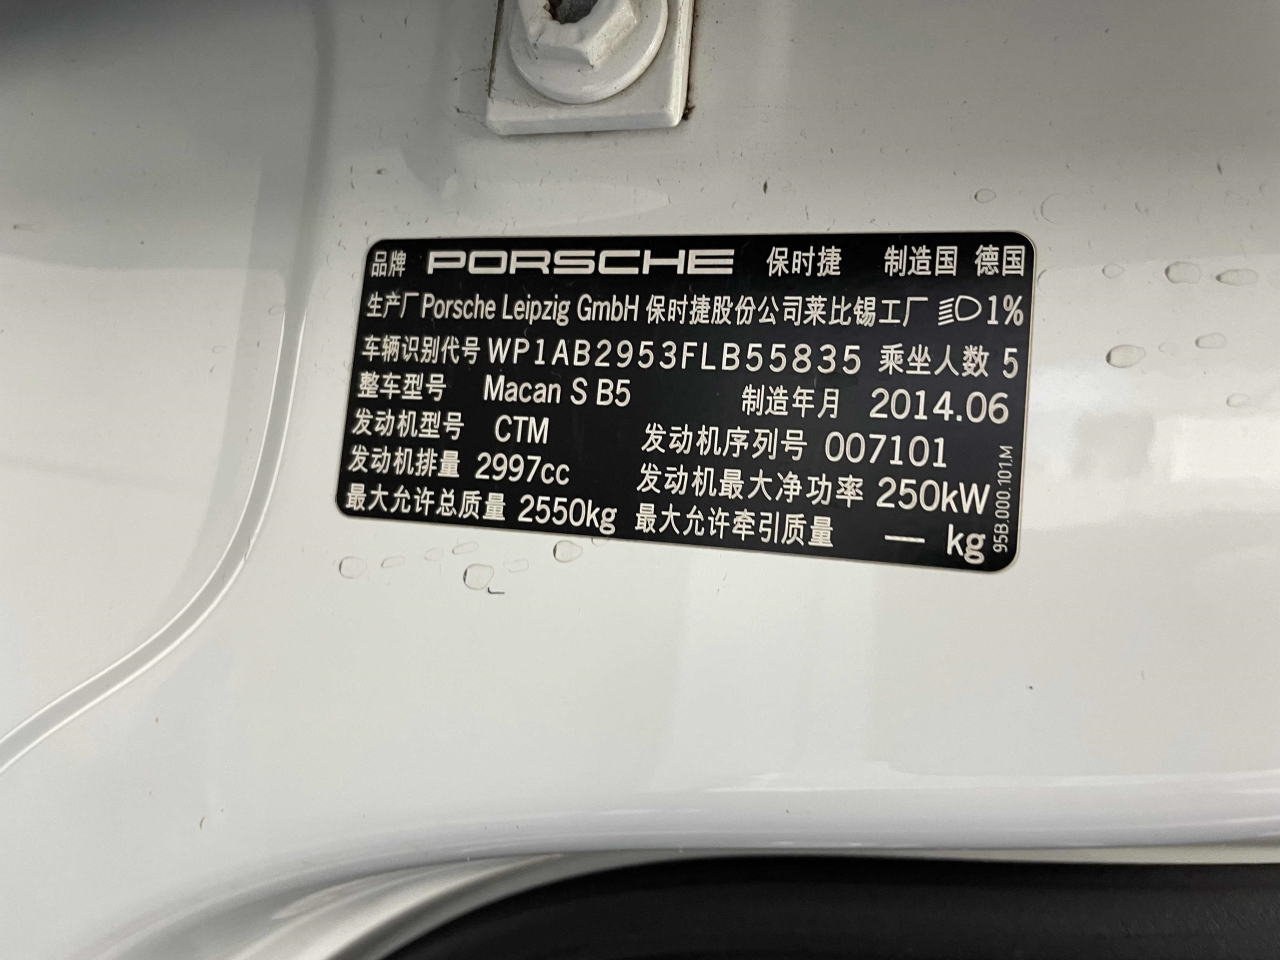 品牌 PORSCHE 保时捷 制造国 德国
生产厂 Porsche Leipzig GmbH 保时捷股份公司莱比锡工厂 1%
车辆识别代号 WP1AB2953FLB55835 乘坐人数 5
整车型号 Macan S B5 制造年月 2014.06
发动机型号 CTM 发动机序列号 007101
发动机排量 2997cc 发动机最大净功率 250kW
最大允许总质量 2550kg 最大允许牵引质量 — kg
95B.000.101.M